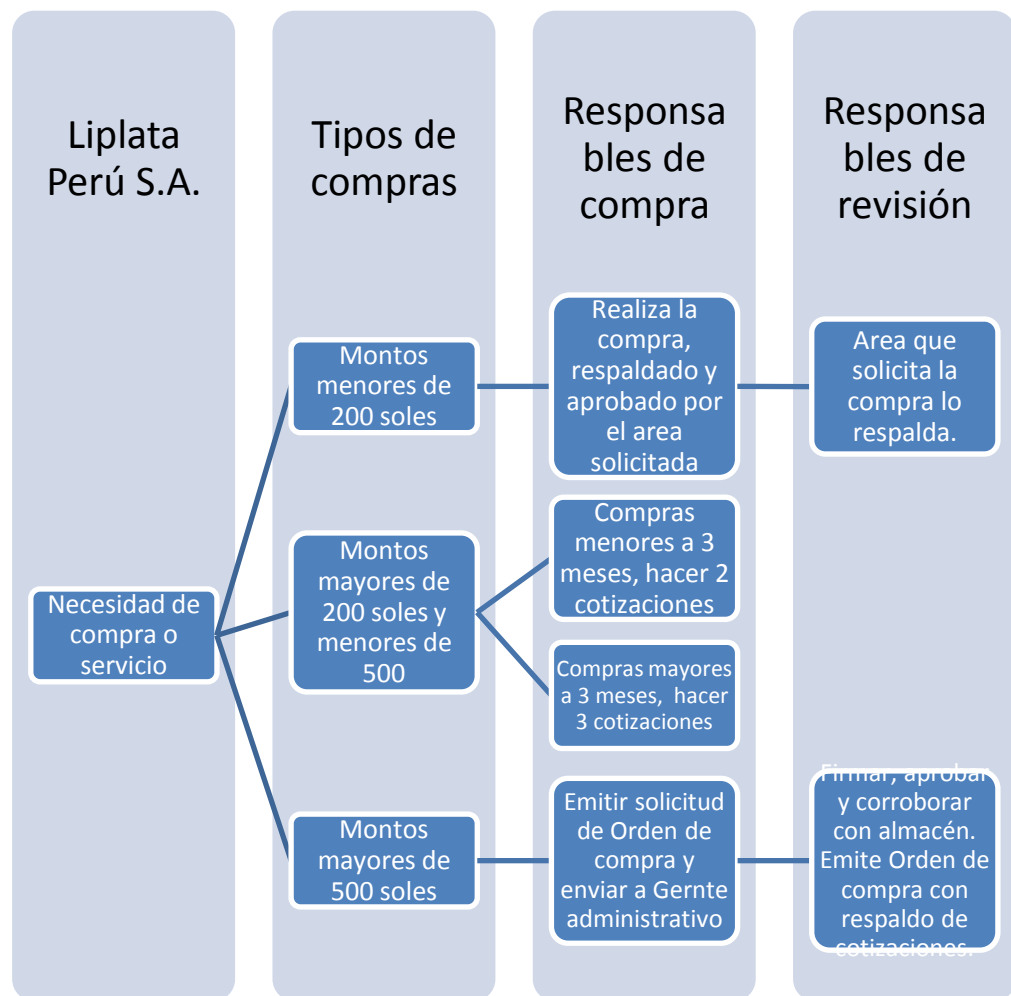 Liplata
Perú S.A.
Tipos de
compras
Responsa
bles de
compra
Responsa
bles de
revisión
Necesidad de
compra o
servicio
Montos
menores de
200 soles
Realiza la
compra,
respaldado y
aprobado por
el area
solicitada
Area que
solicita la
compra lo
respalda.
Montos
mayores de
200 soles y
menores de
500
Compras
menores a 3
meses, hacer 2
cotizaciones
Compras mayores
a 3 meses, hacer
3 cotizaciones
Montos
mayores de
500 soles
Emitir solicitud
de Orden de
compra y
enviar a Gernte
administrativo
Firmar, aprobar
y corroborar
con almacén.
Emite Orden de
compra con
respaldo de
cotizaciones.